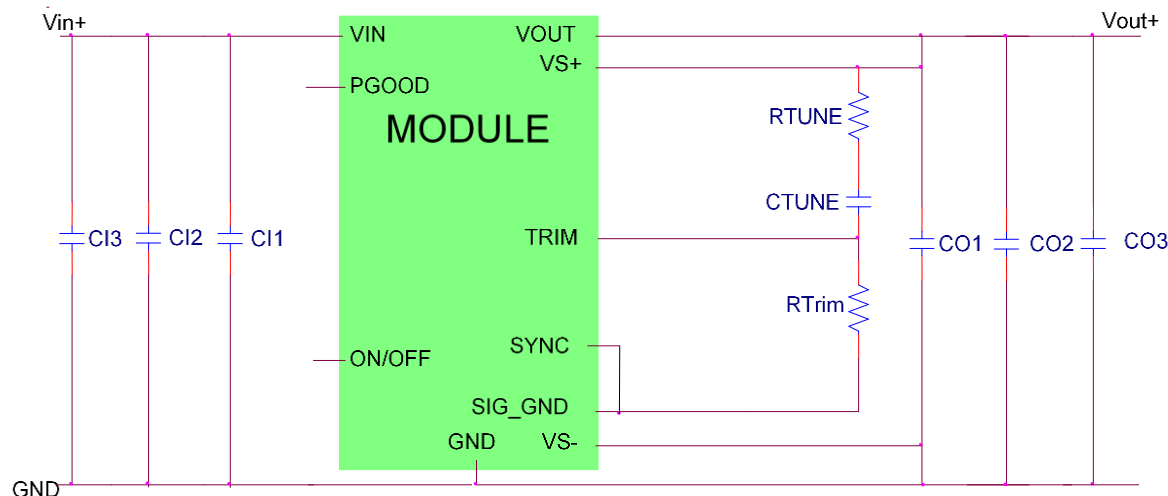 Vin+
Vout+
VIN
VOUT
VS+
PGOOD
MODULE
RTUNE
CTUNE
TRIM
CI3
CI2
CI1
CO1
CO2
CO3
RTrim
SYNC
ON/OFF
SIG_GND
GND
VS-
GND